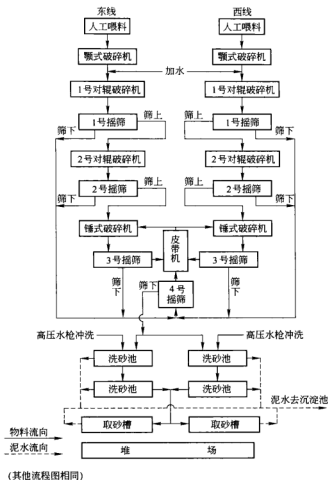 东线 西线
人工喂料 人工喂料
颚式破碎机 颚式破碎机
加水
1号对辊破碎机 1号对辊破碎机
筛上 筛上
1号摇筛 1号摇筛
筛下 筛下
2号对辊破碎机 2号对辊破碎机
筛上 筛上
筛下 2号摇筛 2号摇筛 筛下
锤式破碎机 皮带机 锤式破碎机
3号摇筛 3号摇筛
筛下 筛下 4号摇筛 筛下
高压水枪冲洗 高压水枪冲洗
洗砂池 洗砂池
洗砂池 洗砂池
泥水去沉淀池
取砂槽 取砂槽
物料流向
泥水流向 堆场
(其他流程图相同)